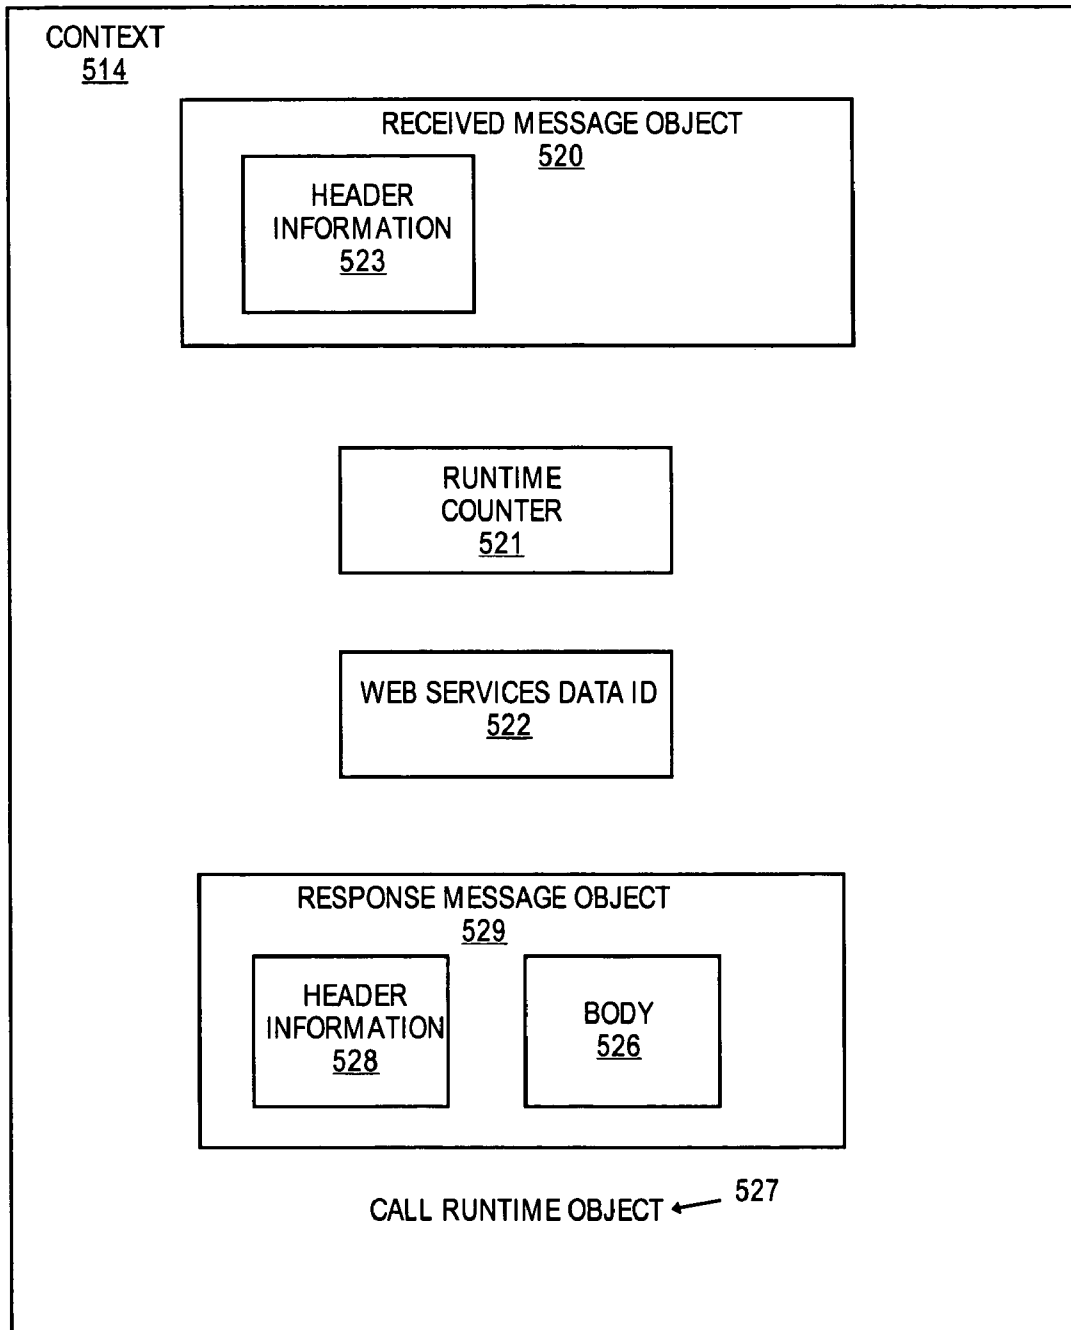 CONTEXT
514
RECEIVED MESSAGE OBJECT
520
HEADER
INFORMATION
523
RUNTIME
COUNTER
521
WEB SERVICES DATA ID
522
RESPONSE MESSAGE OBJECT
529
HEADER
INFORMATION
528
BODY
526
CALL RUNTIME OBJECT 527